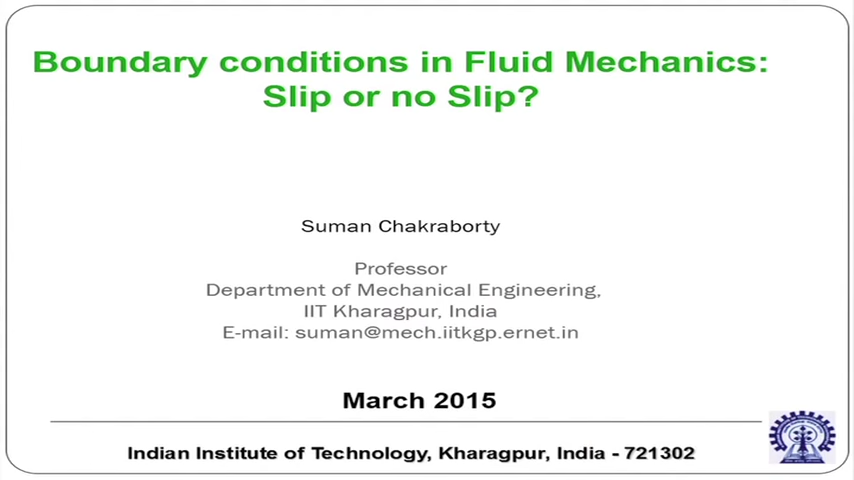 Boundary conditions in Fluid Mechanics:
Slip or no Slip?
Suman Chakraborty
Professor
Department of Mechanical Engineering,
IIT Kharagpur, India
E-mail: suman@mech.iitkgp.ernet.in
March 2015
Indian Institute of Technology, Kharagpur, India - 721302